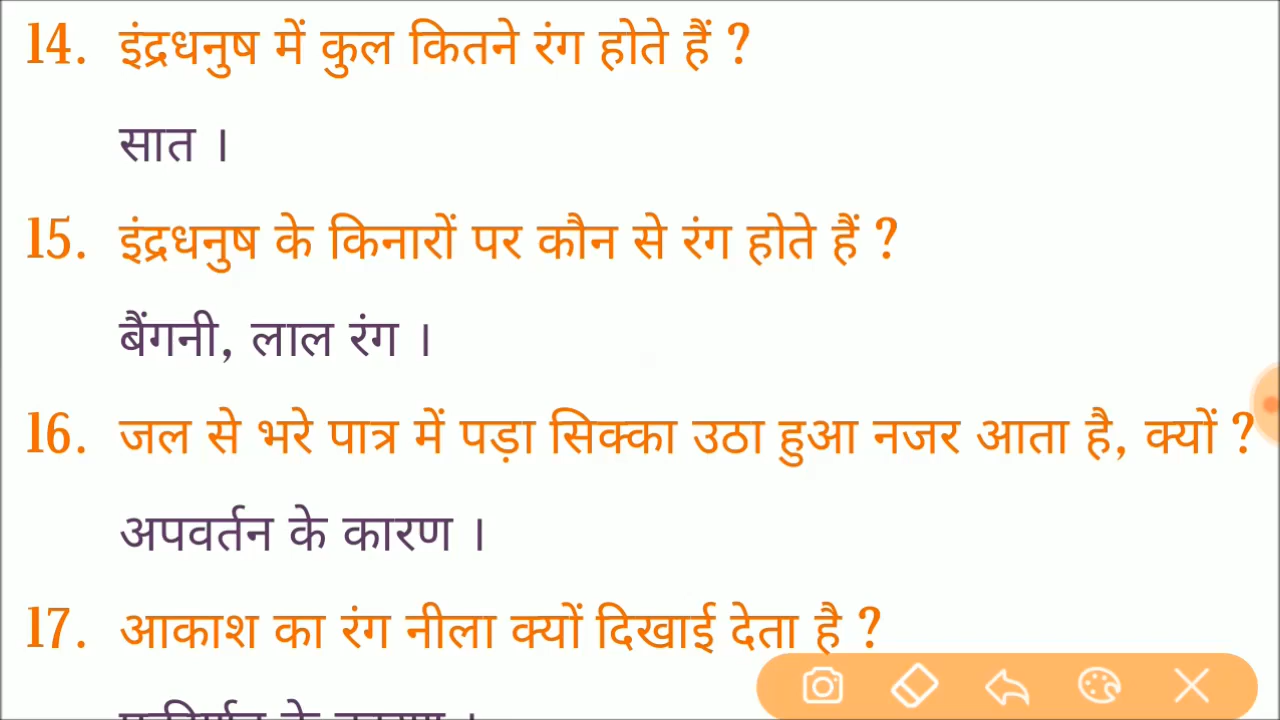 14. इंद्रधनुष में कुल कितने रंग होते हैं ?
सात ।
15. इंद्रधनुष के किनारों पर कौन से रंग होते हैं ?
बैंगनी, लाल रंग ।
16. जल से भरे पात्र में पड़ा सिक्का उठा हुआ नजर आता है, क्यों ?
अपवर्तन के कारण ।
17. आकाश का रंग नीला क्यों दिखाई देता है ?
के कारण ।